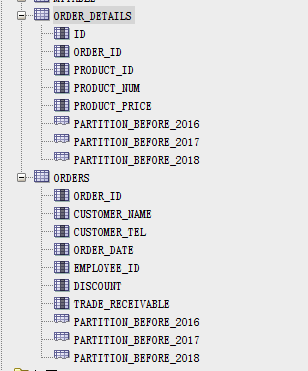 ORDER_DETAILS
ID
ORDER_ID
PRODUCT_ID
PRODUCT_NUM
PRODUCT_PRICE
PARTITION_BEFORE_2016
PARTITION_BEFORE_2017
PARTITION_BEFORE_2018
ORDERS
ORDER_ID
CUSTOMER_NAME
CUSTOMER_TEL
ORDER_DATE
EMPLOYEE_ID
DISCOUNT
TRADE_RECEIVABLE
PARTITION_BEFORE_2016
PARTITION_BEFORE_2017
PARTITION_BEFORE_2018